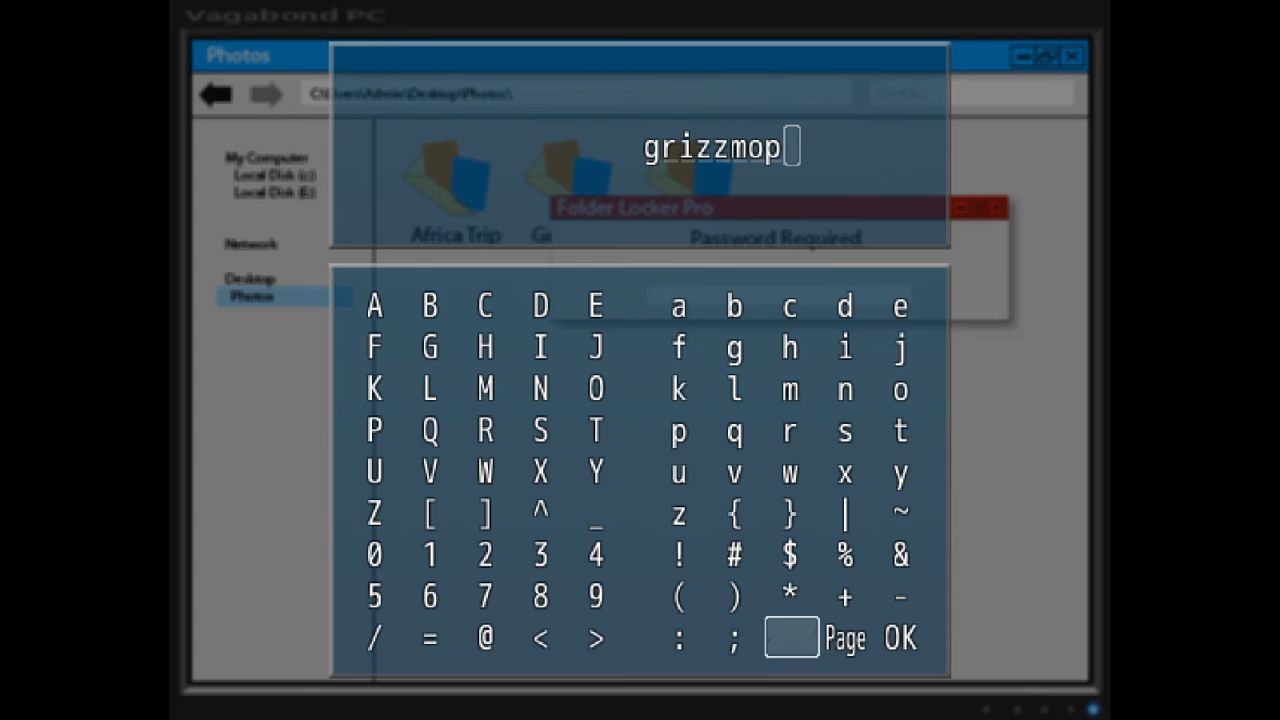 Vagabond PC
Photos
C:\Users\Admin\Desktop\Photos\
grizzmop
My Computer
Local Disk (c:)
Local Disk (E:)
Folder Locker Pro
Africa Trip
Password Required
Network
Desktop
Photos
A B C D E a b c d e
F G H I J f g h i j
K L M N O k l m n o
P Q R S T p q r s t
U V W X Y u v w x y
Z [ ] ^ _ z { } | ~
0 1 2 3 4 ! # $ % &
5 6 7 8 9 ( ) * + -
/ = @ < > : ; Page OK